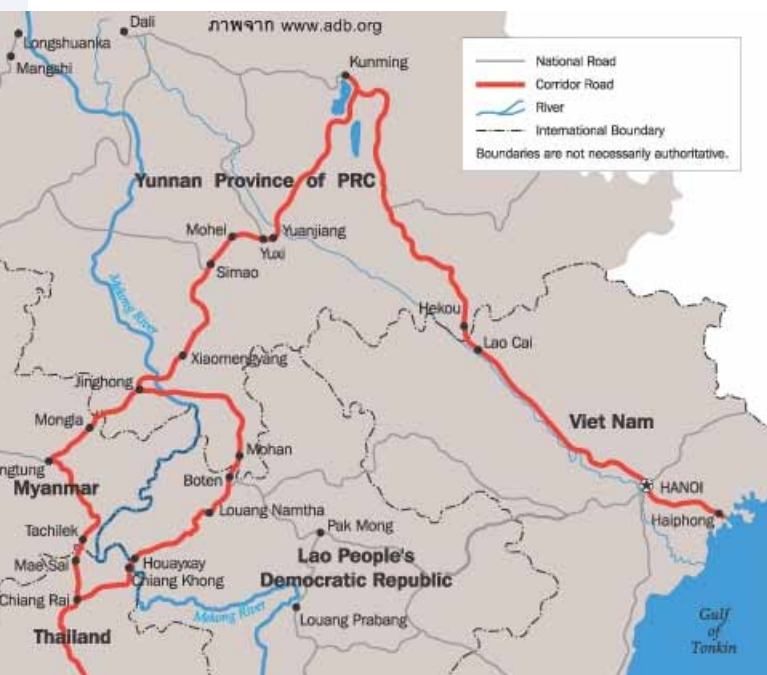 ภาพจาก www.adb.org
Dali
Longshuanka
Mangshi
Kunming
National Road
Corridor Road
River
International Boundary
Boundaries are not necessarily authoritative.
Yunnan Province of PRC
Mohei
Yuanjiang
Yuxi
Simao
Mekong River
Hekou
Lao Cai
Xiaomengyang
Jinghong
Mongla
Viet Nam
Mohan
ngtung
Boten
Myanmar
HANOI
Louang Namtha
Haiphong
Tachilek
Pak Mong
Mae Sai
Houayxay
Lao People's
Democratic Republic
Chiang Khong
Chiang Rai
Mekong River
Louang Prabang
Thailand
Gulf
of
Tonkin